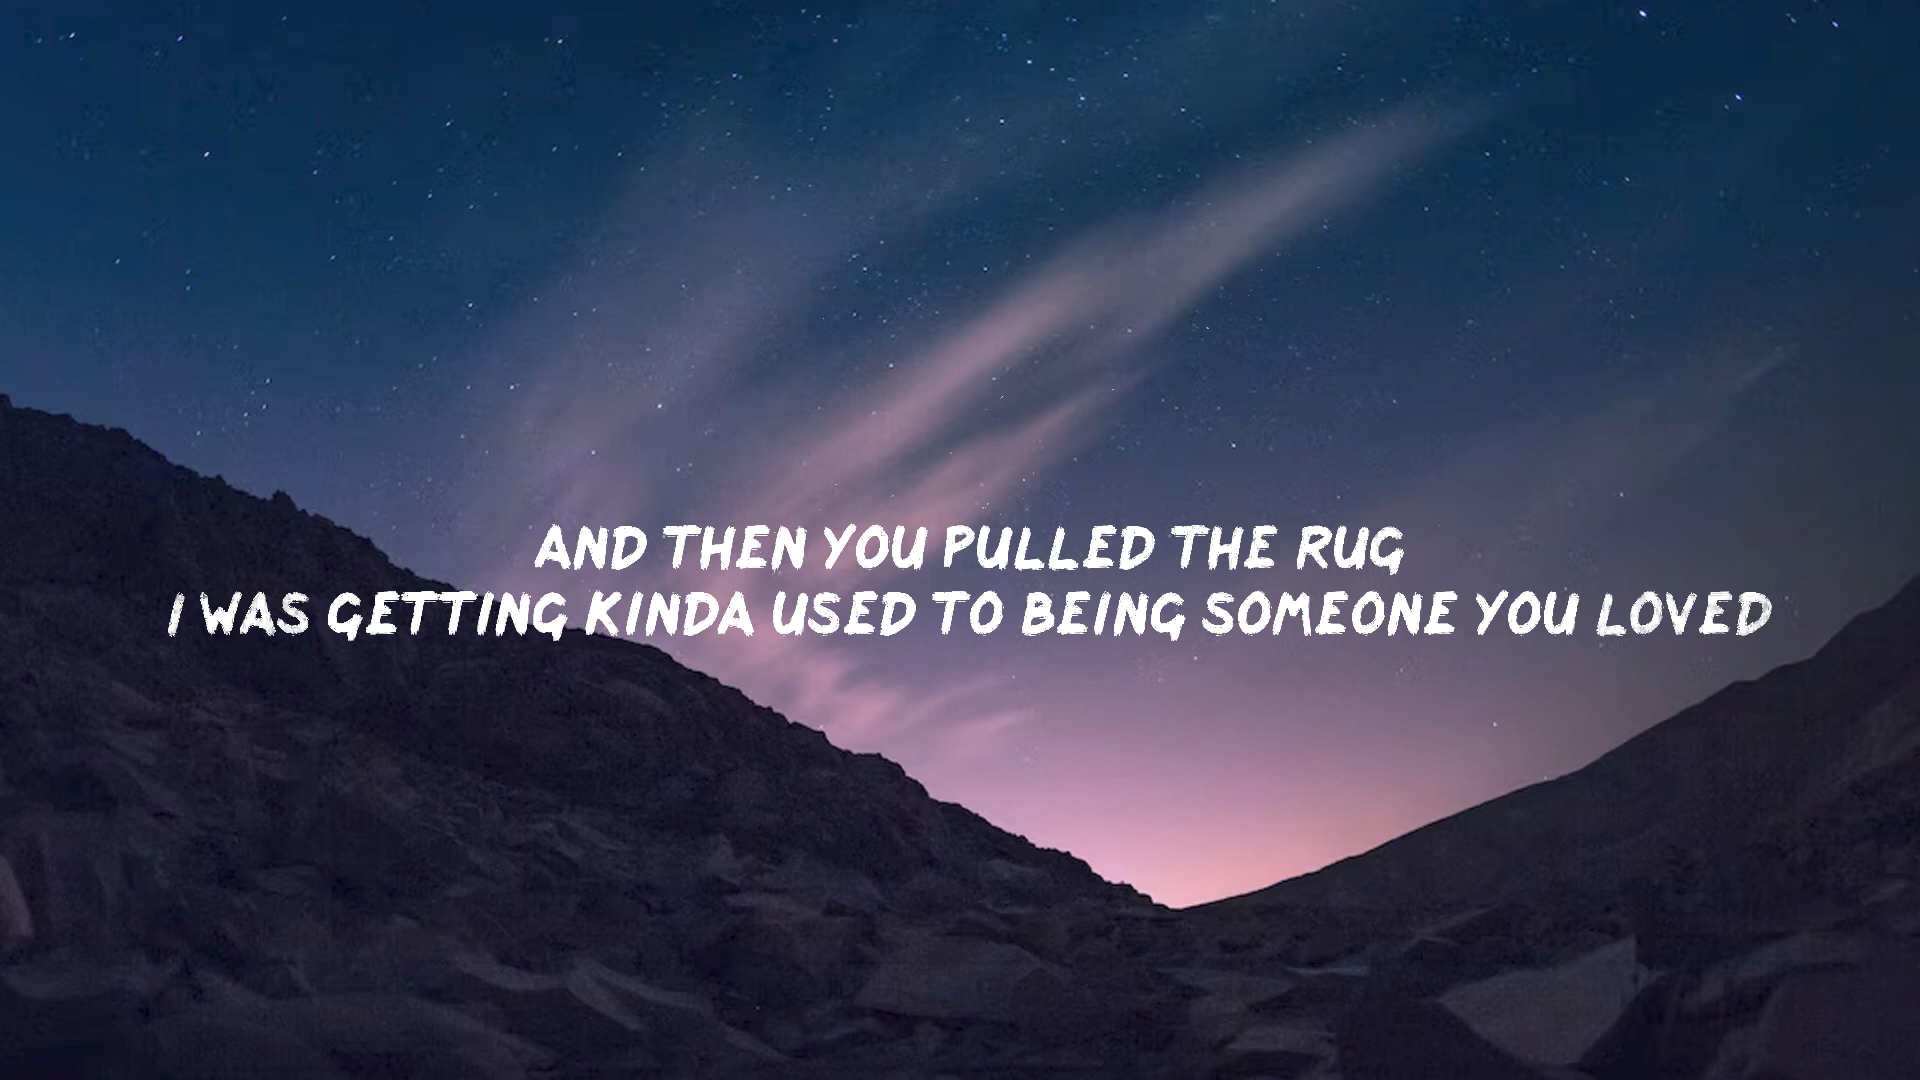 AND THEN YOU PULLED THE RUG
I WAS GETTING KINDA USED TO BEING SOMEONE YOU LOVED